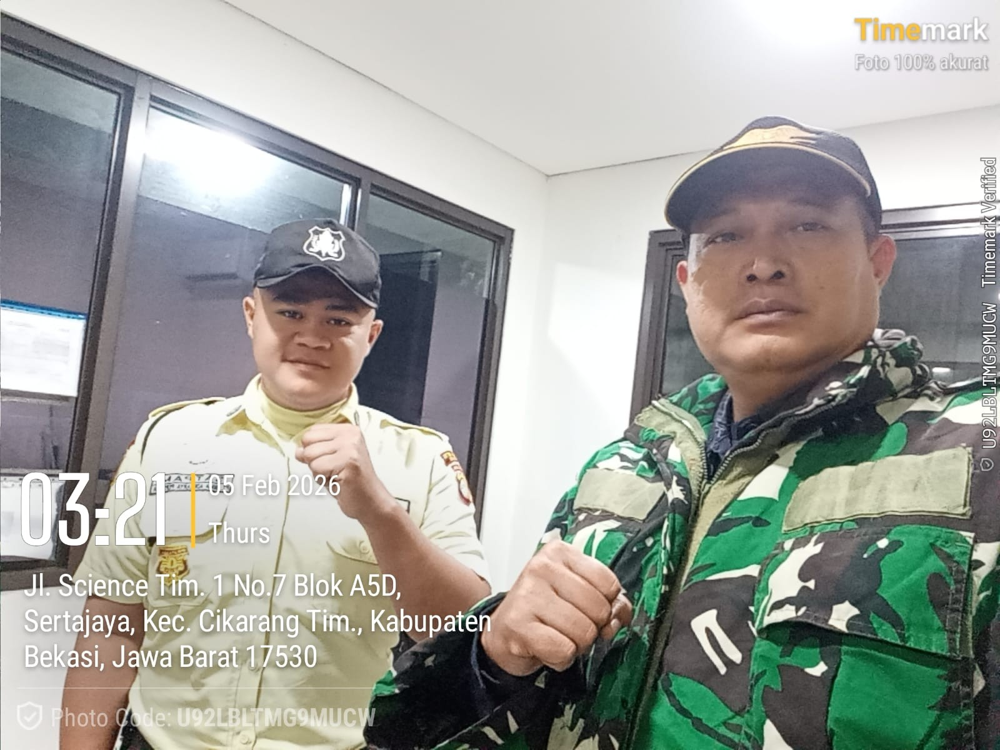 Timemark
Foto 100% akurat
Timemark Verified
U92LBLTMG9MUCW
03:21
05 Feb 2026
Thurs
Jl. Science Tim. 1 No.7 Blok A5D,
Sertajaya, Kec. Cikarang Tim., Kabupaten
Bekasi, Jawa Barat 17530
Photo Code: U92LBLTMG9MUCW